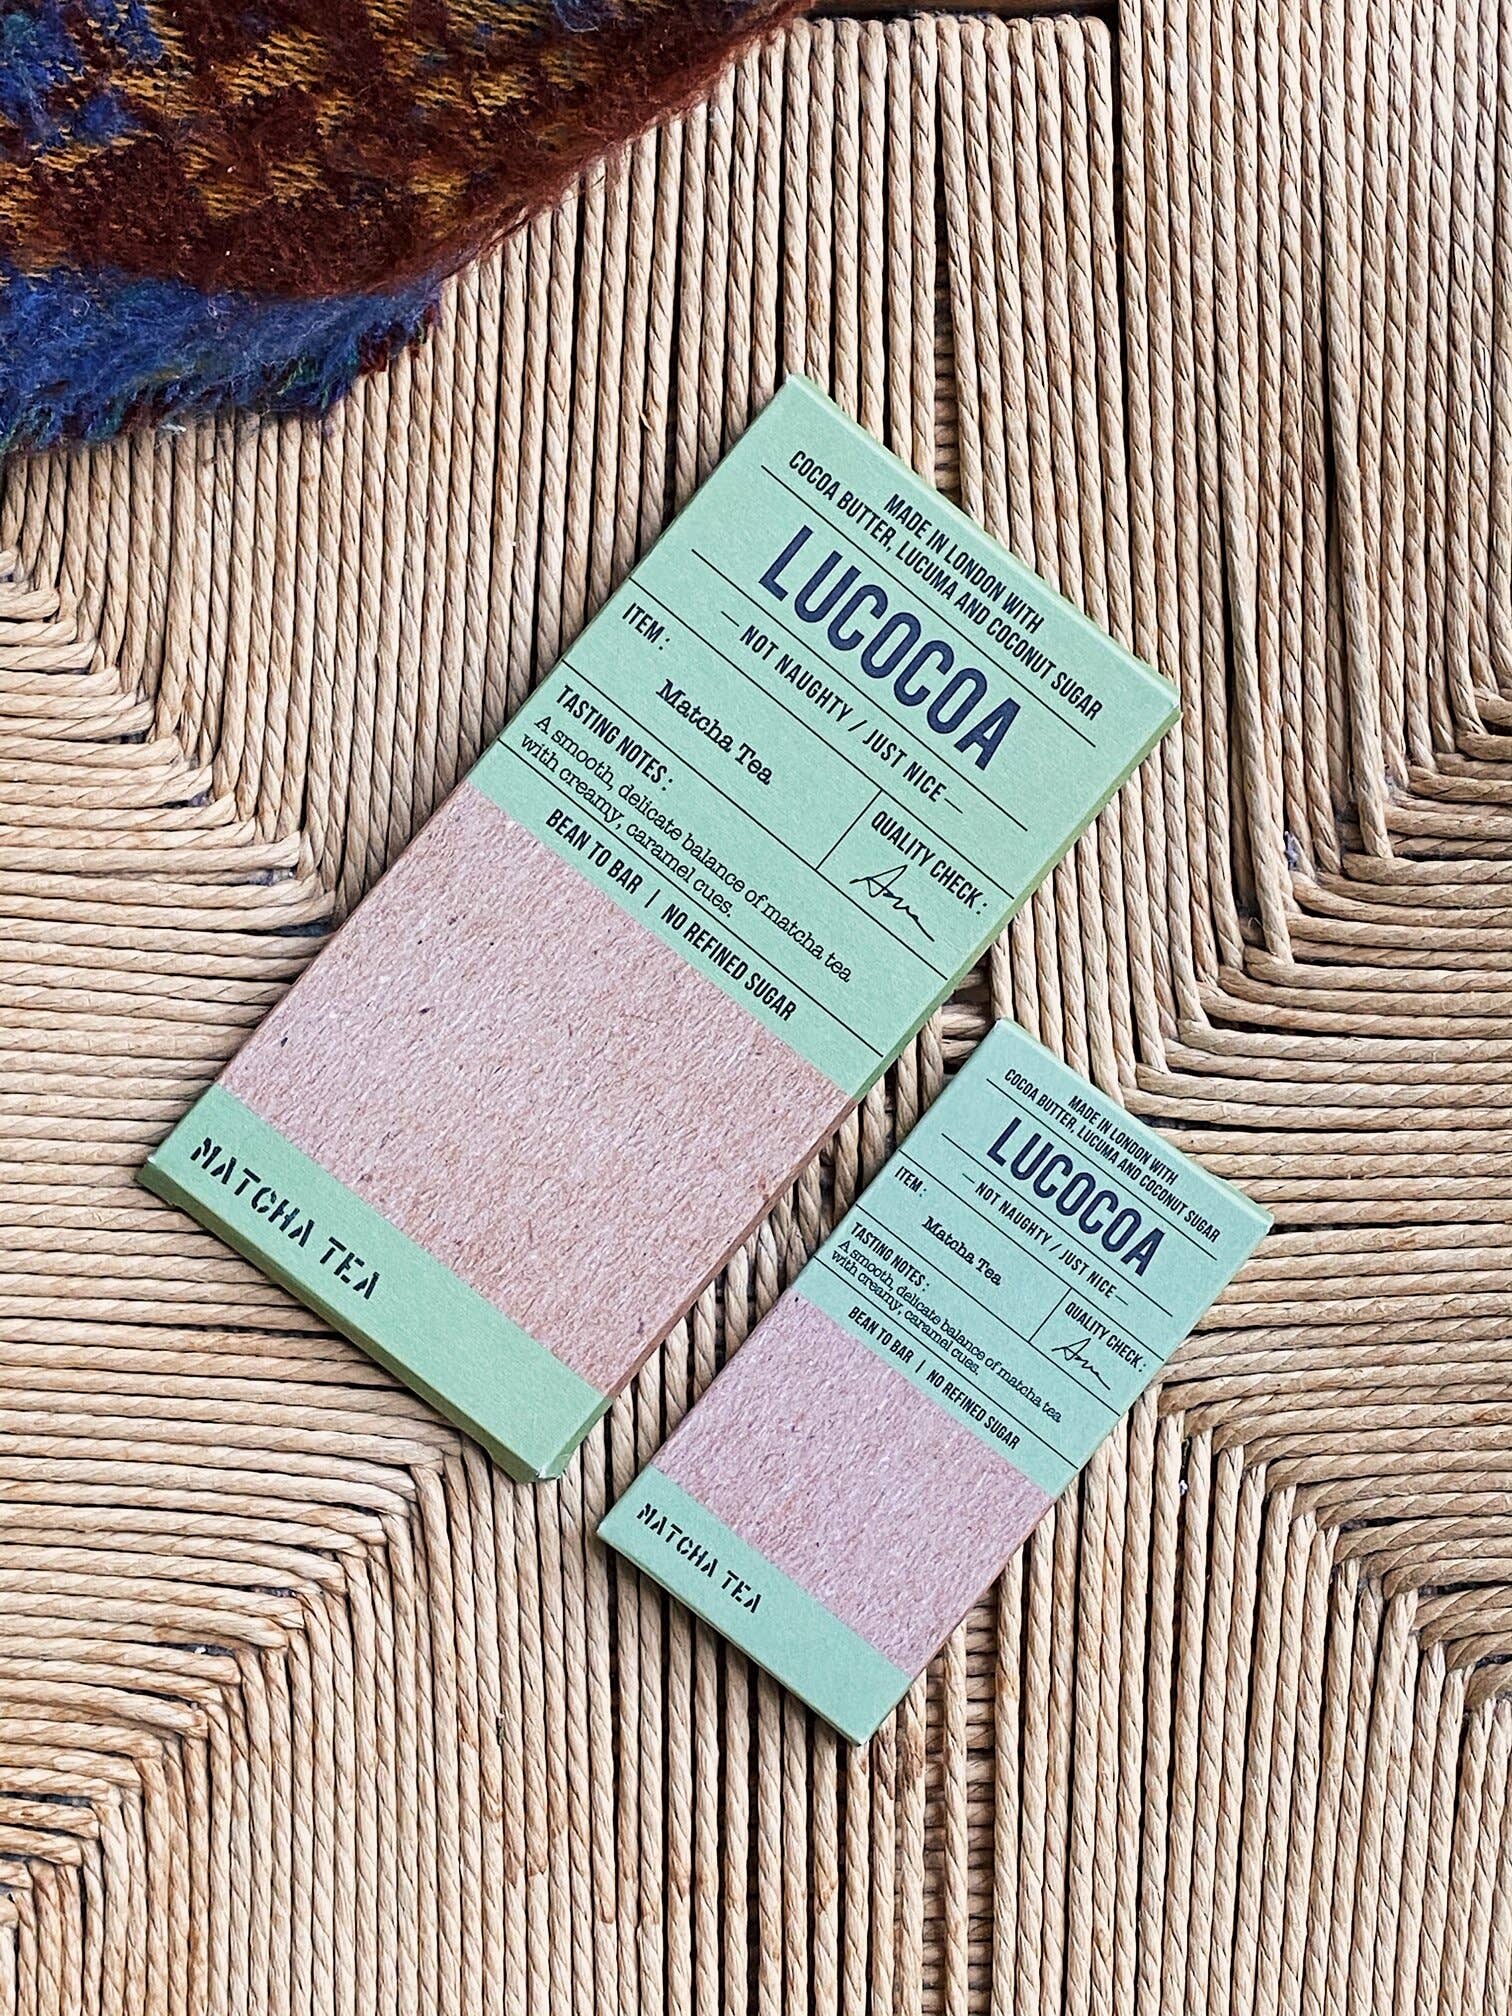 MADE IN LONDON WITH
COCOA BUTTER, LUCUMA AND COCONUT SUGAR
LUCOCOA
— NOT NAUGHTY / JUST NICE —
ITEM :
Matcha Tea
QUALITY CHECK :
TASTING NOTES :
A smooth, delicate balance of matcha tea
with creamy, caramel cues.
BEAN TO BAR | NO REFINED SUGAR
MATCHA TEA
MADE IN LONDON WITH
COCOA BUTTER, LUCUMA AND COCONUT SUGAR
LUCOCOA
— NOT NAUGHTY / JUST NICE —
ITEM :
Matcha Tea
QUALITY CHECK :
TASTING NOTES :
A smooth, delicate balance of matcha tea
with creamy, caramel cues.
BEAN TO BAR | NO REFINED SUGAR
MATCHA TEA